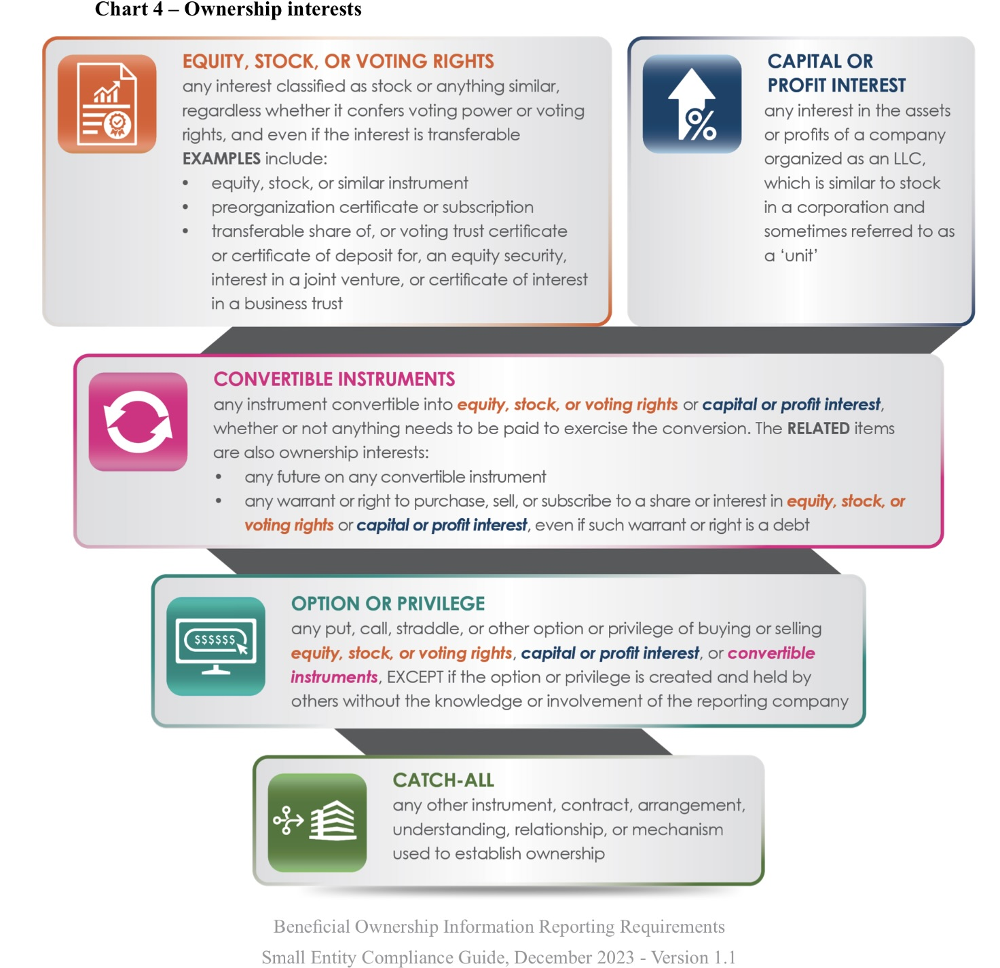 Chart 4 – Ownership interests
EQUITY, STOCK, OR VOTING RIGHTS
any interest classified as stock or anything similar,
regardless whether it confers voting power or voting
rights, and even if the interest is transferable
EXAMPLES include:
• equity, stock, or similar instrument
• preorganization certificate or subscription
• transferable share of, or voting trust certificate
or certificate of deposit for, an equity security,
interest in a joint venture, or certificate of interest
in a business trust
%
CAPITAL OR
PROFIT INTEREST
any interest in the assets
or profits of a company
organized as an LLC,
which is similar to stock
in a corporation and
sometimes referred to as
a ‘unit’
CONVERTIBLE INSTRUMENTS
any instrument convertible into equity, stock, or voting rights or capital or profit interest,
whether or not anything needs to be paid to exercise the conversion. The RELATED items
are also ownership interests:
• any future on any convertible instrument
• any warrant or right to purchase, sell, or subscribe to a share or interest in equity, stock, or
voting rights or capital or profit interest, even if such warrant or right is a debt
$$$$$$
OPTION OR PRIVILEGE
any put, call, straddle, or other option or privilege of buying or selling
equity, stock, or voting rights, capital or profit interest, or convertible
instruments, EXCEPT if the option or privilege is created and held by
others without the knowledge or involvement of the reporting company
CATCH-ALL
any other instrument, contract, arrangement,
understanding, relationship, or mechanism
used to establish ownership
Beneficial Ownership Information Reporting Requirements
Small Entity Compliance Guide, December 2023 - Version 1.1